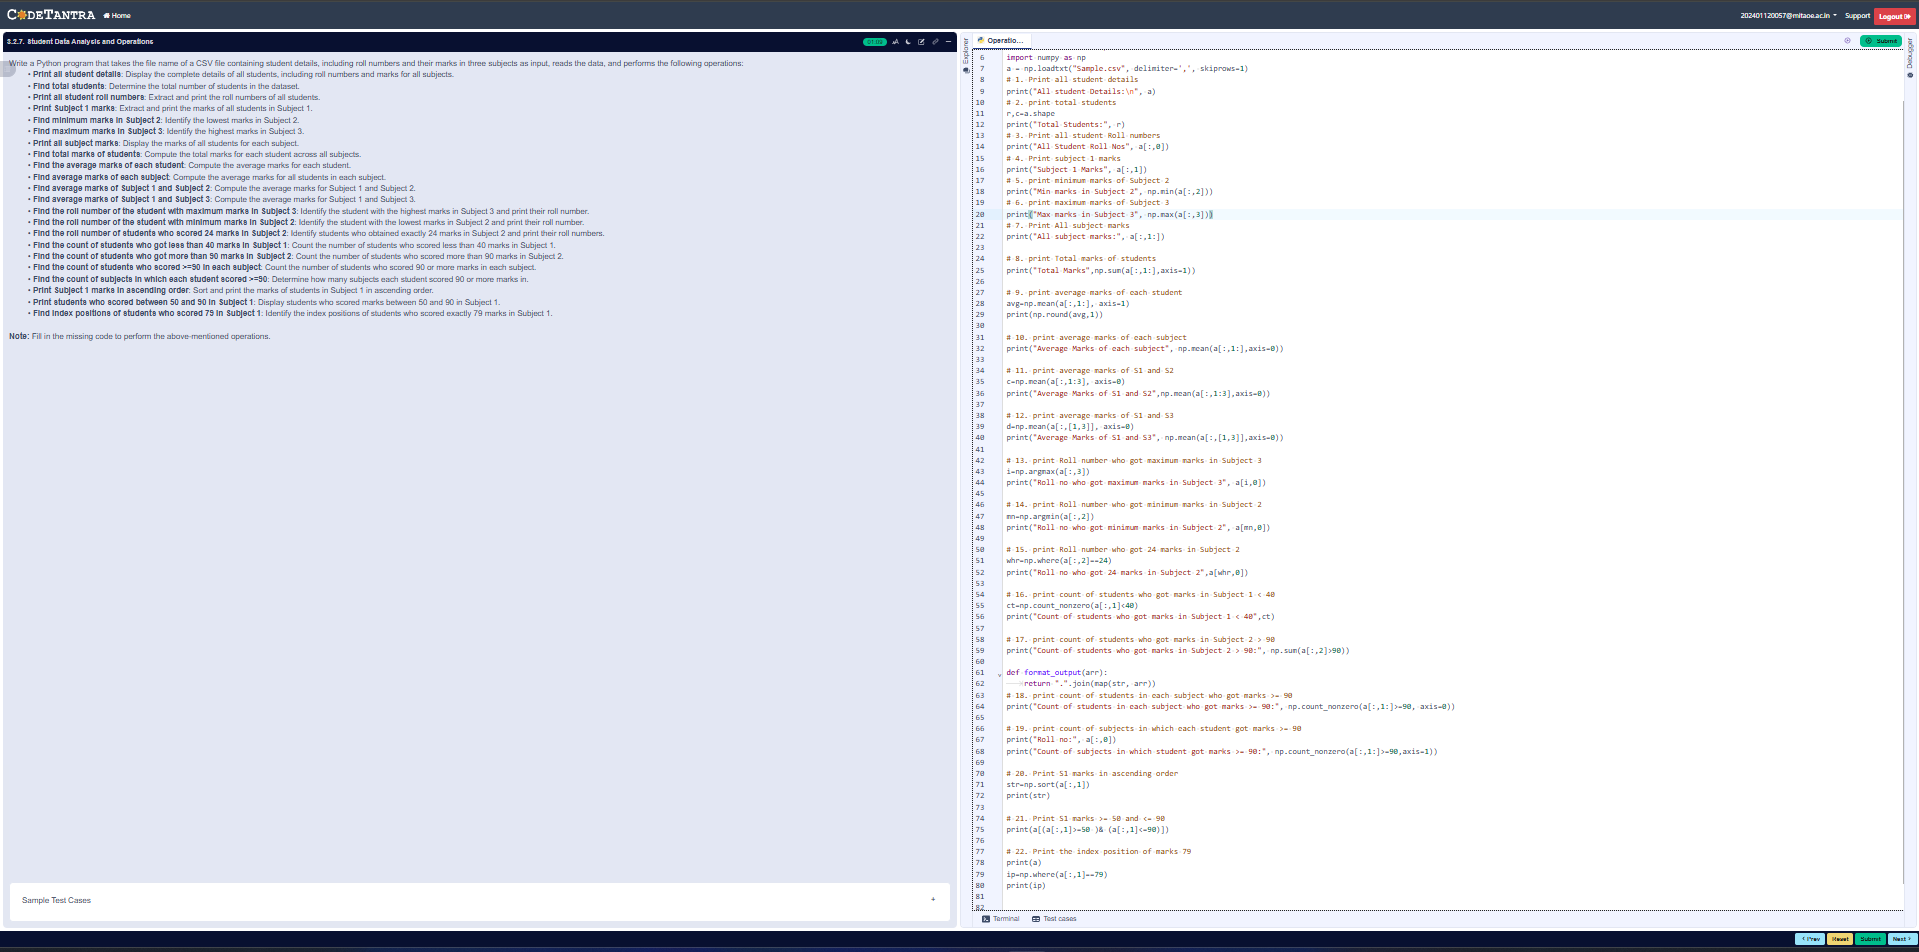 CODETANTRA Home
202401120057@mitaoe.ac.in Support Logout
3.2.7. Student Data Analysis and Operations
Write a Python program that takes the file name of a CSV file containing student details, including roll numbers and their marks in three subjects as input, reads the data, and performs the following operations:
• Print all student details: Display the complete details of all students, including roll numbers and marks for all subjects.
• Find total students: Determine the total number of students in the dataset.
• Print all student roll numbers: Extract and print the roll numbers of all students.
• Print Subject 1 marks: Extract and print the marks of all students in Subject 1.
• Find minimum marks in Subject 2: Identify the lowest marks in Subject 2.
• Find maximum marks in Subject 3: Identify the highest marks in Subject 3.
• Print all subject marks: Display the marks of all students for each subject.
• Find total marks of students: Compute the total marks for each student across all subjects.
• Find the average marks of each student: Compute the average marks for each student.
• Find average marks of each subject: Compute the average marks for all students in each subject.
• Find average marks of Subject 1 and Subject 2: Compute the average marks for Subject 1 and Subject 2.
• Find average marks of Subject 1 and Subject 3: Compute the average marks for Subject 1 and Subject 3.
• Find the roll number of the student with maximum marks in Subject 3: Identify the student with the highest marks in Subject 3 and print their roll number.
• Find the roll number of the student with minimum marks in Subject 2: Identify the student with the lowest marks in Subject 2 and print their roll number.
• Find the roll number of students who scored 24 marks in Subject 2: Identify students who obtained exactly 24 marks in Subject 2 and print their roll numbers.
• Find the count of students who got less than 40 marks in Subject 1: Count the number of students who scored less than 40 marks in Subject 1.
• Find the count of students who got more than 90 marks in Subject 2: Count the number of students who scored more than 90 marks in Subject 2.
• Find the count of students who scored >=90 in each subject: Count the number of students who scored 90 or more marks in each subject.
• Find the count of subjects in which each student scored >=90: Determine how many subjects each student scored 90 or more marks in.
• Print Subject 1 marks in ascending order: Sort and print the marks of students in Subject 1 in ascending order.
• Print students who scored between 50 and 90 in Subject 1: Display students who scored marks between 50 and 90 in Subject 1.
• Find index positions of students who scored 79 in Subject 1: Identify the index positions of students who scored exactly 79 marks in Subject 1.
Note: Fill in the missing code to perform the above-mentioned operations.
Sample Test Cases +
Explorer
Operatio...
Submit
Debugger
6 import numpy as np
7 a = np.loadtxt("Sample.csv", delimiter=',', skiprows=1)
8 # 1. Print all student details
9 print("All student Details:\n", a)
10 # 2. print total students
11 r,c=a.shape
12 print("Total Students:", r)
13 # 3. Print all student Roll numbers
14 print("All Student Roll Nos", a[:,0])
15 # 4. Print subject 1 marks
16 print("Subject 1 Marks", a[:,1])
17 # 5. print minimum marks of Subject 2
18 print("Min marks in Subject 2", np.min(a[:,2]))
19 # 6. print maximum marks of Subject 3
20 print("Max marks in Subject 3", np.max(a[:,3]))
21 # 7. Print All subject marks
22 print("All subject marks:", a[:,1:])
23
24 # 8. print Total marks of students
25 print("Total Marks",np.sum(a[:,1:],axis=1))
26
27 # 9. print average marks of each student
28 avg=np.mean(a[:,1:], axis=1)
29 print(np.round(avg,1))
30
31 # 10. print average marks of each subject
32 print("Average Marks of each subject", np.mean(a[:,1:],axis=0))
33
34 # 11. print average marks of S1 and S2
35 c=np.mean(a[:,1:3], axis=0)
36 print("Average Marks of S1 and S2",np.mean(a[:,1:3],axis=0))
37
38 # 12. print average marks of S1 and S3
39 d=np.mean(a[:,[1,3]], axis=0)
40 print("Average Marks of S1 and S3", np.mean(a[:,[1,3]],axis=0))
41
42 # 13. print Roll number who got maximum marks in Subject 3
43 i=np.argmax(a[:,3])
44 print("Roll no who got maximum marks in Subject 3", a[i,0])
45
46 # 14. print Roll number who got minimum marks in Subject 2
47 mn=np.argmin(a[:,2])
48 print("Roll no who got minimum marks in Subject 2", a[mn,0])
49
50 # 15. print Roll number who got 24 marks in Subject 2
51 whr=np.where(a[:,2]==24)
52 print("Roll no who got 24 marks in Subject 2",a[whr,0])
53
54 # 16. print count of students who got marks in Subject 1 < 40
55 ct=np.count_nonzero(a[:,1]<40)
56 print("Count of students who got marks in Subject 1 < 40",ct)
57
58 # 17. print count of students who got marks in Subject 2 > 90
59 print("Count of students who got marks in Subject 2 > 90:", np.sum(a[:,2]>90))
60
61 def format_output(arr):
62 return ".".join(map(str, arr))
63 # 18. print count of students in each subject who got marks >= 90
64 print("Count of students in each subject who got marks >= 90:", np.count_nonzero(a[:,1:]>=90, axis=0))
65
66 # 19. print count of subjects in which each student got marks >= 90
67 print("Roll no:", a[:,0])
68 print("Count of subjects in which student got marks >= 90:", np.count_nonzero(a[:,1:]>=90,axis=1))
69
70 # 20. Print S1 marks in ascending order
71 str=np.sort(a[:,1])
72 print(str)
73
74 # 21. Print S1 marks >= 50 and <= 90
75 print(a[(a[:,1]>=50 )& (a[:,1]<=90)])
76
77 # 22. Print the index position of marks 79
78 print(a)
79 ip=np.where(a[:,1]==79)
80 print(ip)
81
82
Terminal Test cases
< Prev Reset Submit Next >